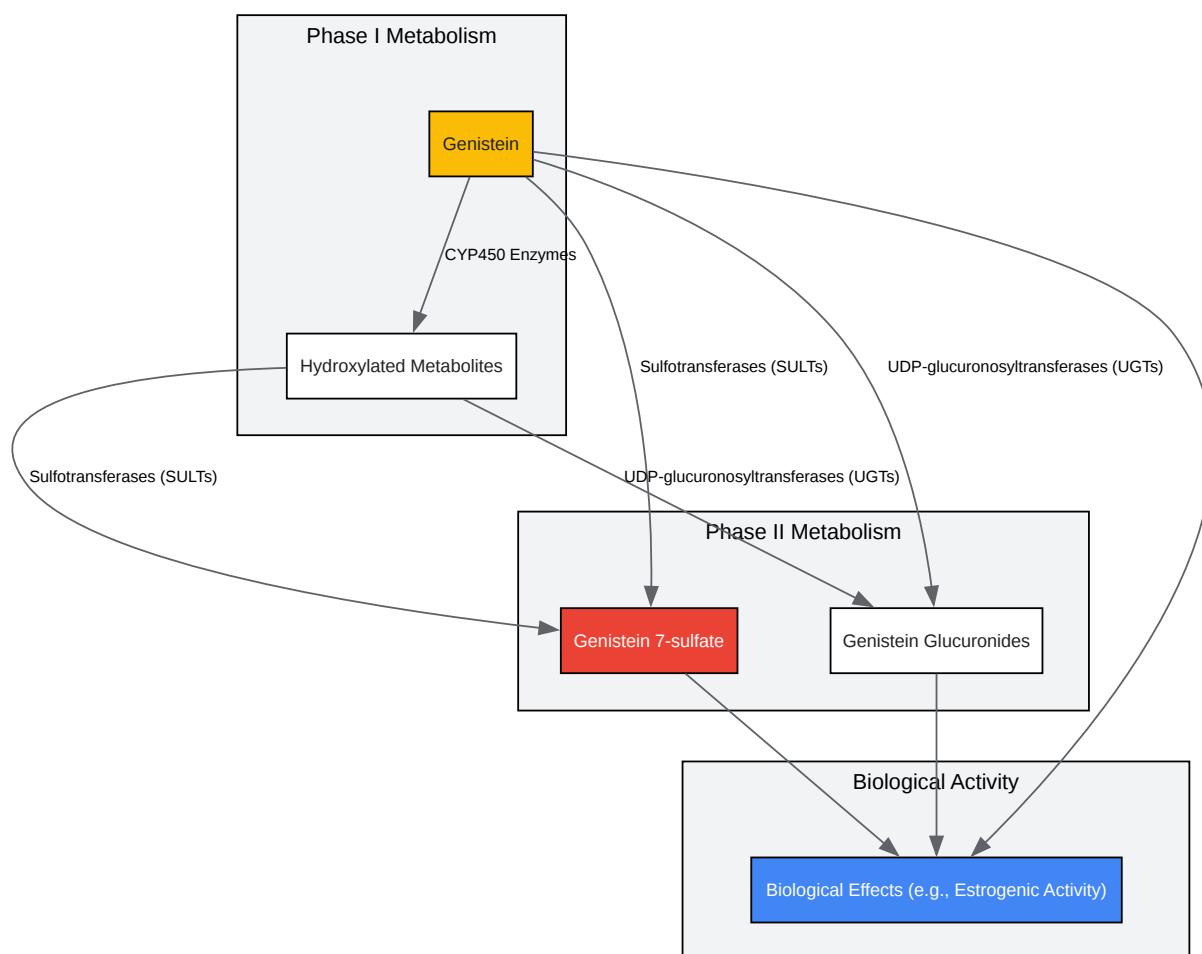 Phase I Metabolism
Genistein
CYP450 Enzymes
Hydroxylated Metabolites
Sulfotransferases (SULTs)
UDP-glucuronosyltransferases (UGTs)
Sulfotransferases (SULTs)
UDP-glucuronosyltransferases (UGTs)
Phase II Metabolism
Genistein 7-sulfate
Genistein Glucuronides
Biological Activity
Biological Effects (e.g., Estrogenic Activity)